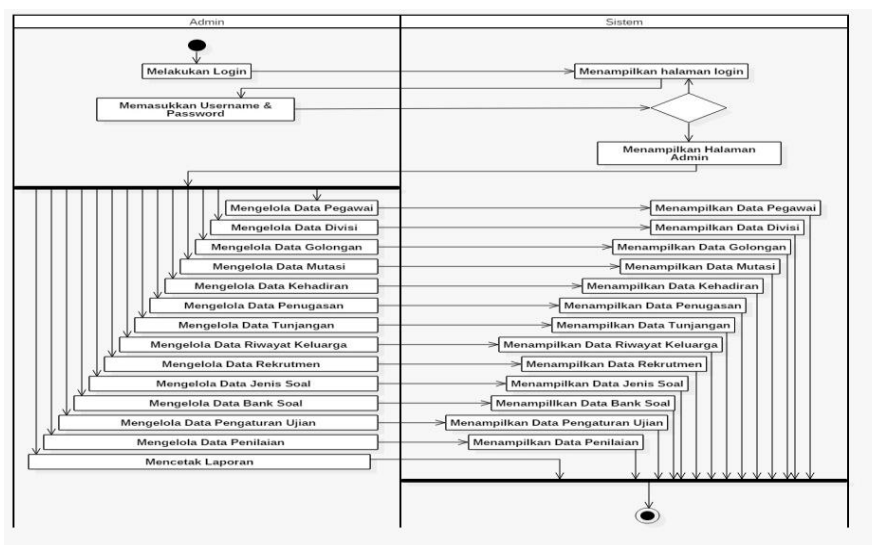 Admin
Sistem
Melakukan Login
Menampilkan halaman login
Memasukkan Username &
Password
Menampilkan Halaman
Admin
Mengelola Data Pegawai
Menampilkan Data Pegawai
Mengelola Data Divisi
Menampilkan Data Divisi
Mengelola Data Golongan
Menampilkan Data Golongan
Mengelola Data Mutasi
Menampilkan Data Mutasi
Mengelola Data Kehadiran
Menampilkan Data Kehadiran
Mengelola Data Penugasan
Menampilkan Data Penugasan
Mengelola Data Tunjangan
Menampilkan Data Tunjangan
Mengelola Data Riwayat Keluarga
Menampilkan Data Riwayat Keluarga
Mengelola Data Rekrutmen
Menampilkan Data Rekrutmen
Mengelola Data Jenis Soal
Menampilkan Data Jenis Soal
Mengelola Data Bank Soal
Menampillkan Data Bank Soal
Mengelola Data Pengaturan Ujian
Menampilkan Data Pengaturan Ujian
Mengelola Data Penilaian
Menampilkan Data Penilaian
Mencetak Laporan